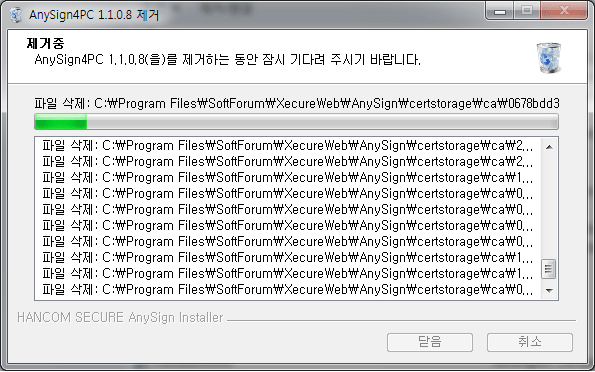 AnySign4PC 1.1.0.8 제거
제거중
AnySign4PC 1.1.0.8(을)를 제거하는 동안 잠시 기다려 주시기 바랍니다.
파일 삭제: C:\Program Files\SoftForum\XecureWeb\AnySign\certstorage\ca\0678bdd3
파일 삭제: C:\Program Files\SoftForum\XecureWeb\AnySign\certstorage\ca\2...
파일 삭제: C:\Program Files\SoftForum\XecureWeb\AnySign\certstorage\ca\2...
파일 삭제: C:\Program Files\SoftForum\XecureWeb\AnySign\certstorage\ca\1...
파일 삭제: C:\Program Files\SoftForum\XecureWeb\AnySign\certstorage\ca\0...
파일 삭제: C:\Program Files\SoftForum\XecureWeb\AnySign\certstorage\ca\0...
파일 삭제: C:\Program Files\SoftForum\XecureWeb\AnySign\certstorage\ca\0...
파일 삭제: C:\Program Files\SoftForum\XecureWeb\AnySign\certstorage\ca\0...
파일 삭제: C:\Program Files\SoftForum\XecureWeb\AnySign\certstorage\ca\1...
파일 삭제: C:\Program Files\SoftForum\XecureWeb\AnySign\certstorage\ca\1...
파일 삭제: C:\Program Files\SoftForum\XecureWeb\AnySign\certstorage\ca\0...
HANCOM SECURE AnySign Installer
닫음
취소